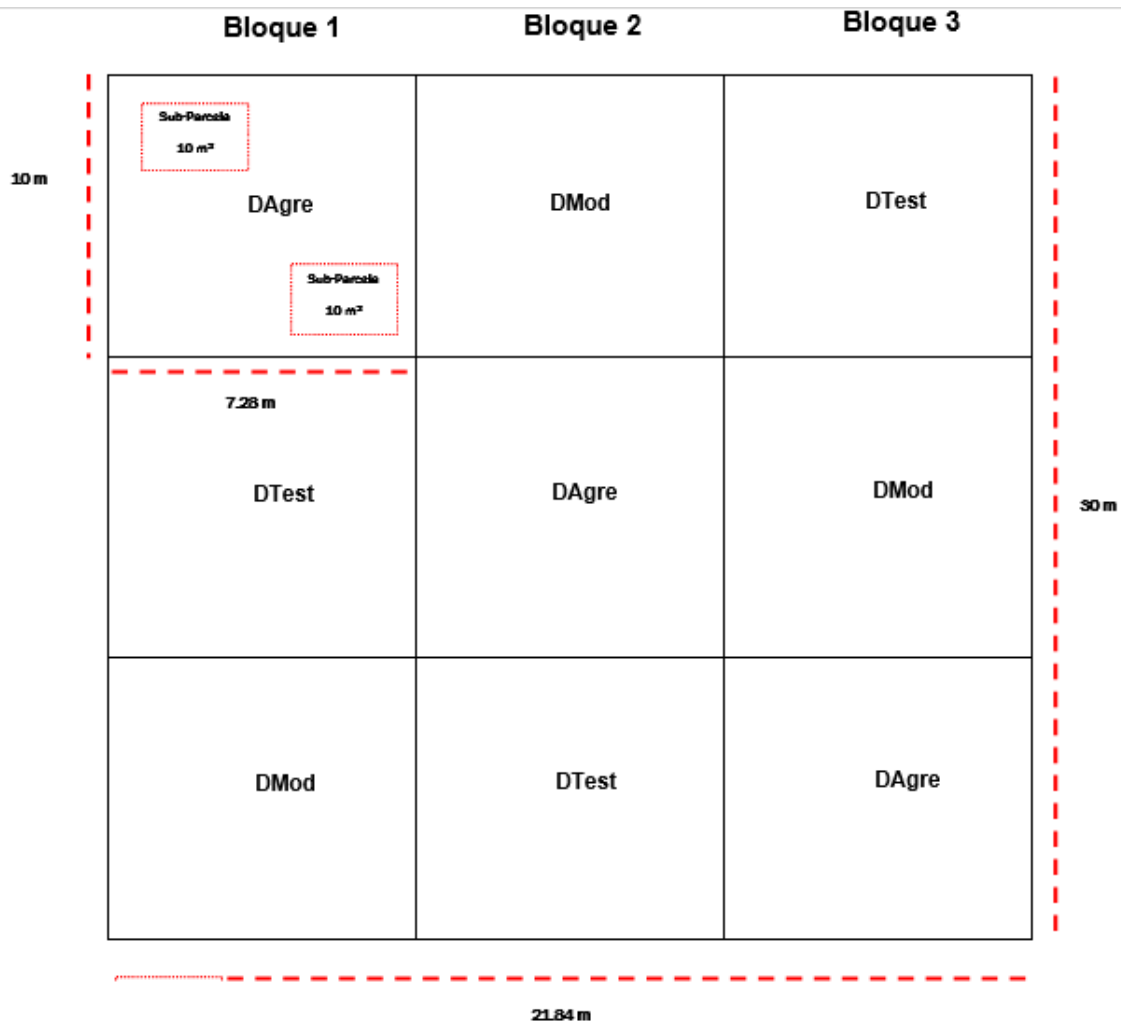 Bloque 1
Bloque 2
Bloque 3
Sub-Parcela
10 m²
10 m
DAgre
DMod
DTest
Sub-Parcela
10 m²
7.28 m
DTest
DAgre
DMod
30 m
DMod
DTest
DAgre
21.84 m